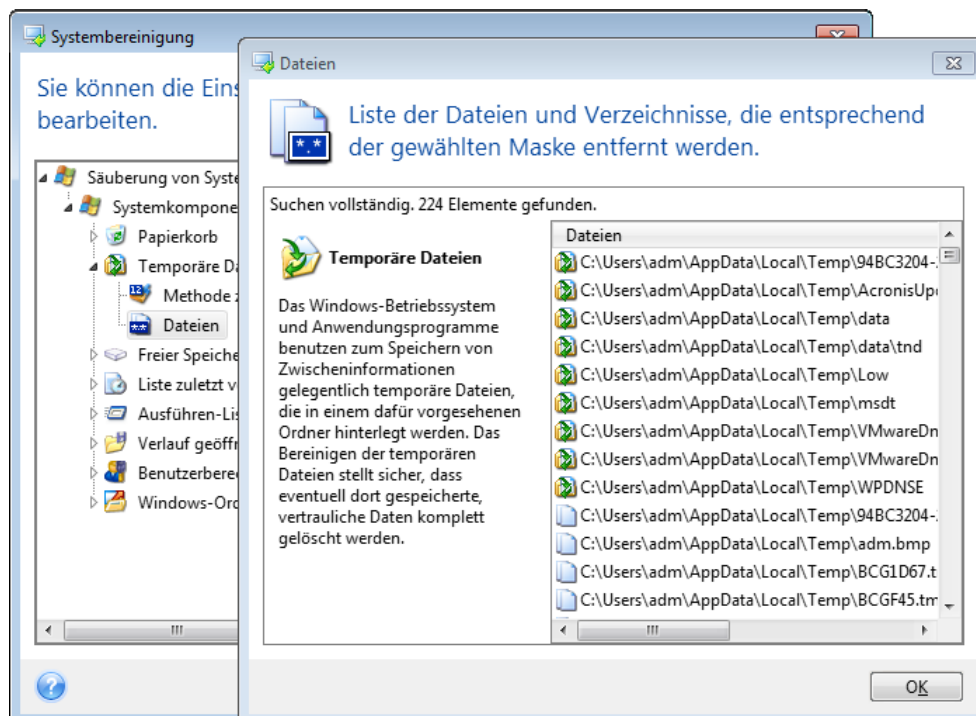 Systembereinigung
Sie können die Eins
bearbeiten.
Säuberung von Syste
Systemkompone
Papierkorb
Temporäre Da
Methode z
Dateien
Freier Speiche
Liste zuletzt v
Ausführen-Lis
Verlauf geöffn
Benutzerberei
Windows-Ord
Dateien
*.*
Liste der Dateien und Verzeichnisse, die entsprechend
der gewählten Maske entfernt werden.
Suchen vollständig. 224 Elemente gefunden.
Temporäre Dateien
Das Windows-Betriebssystem
und Anwendungsprogramme
benutzen zum Speichern von
Zwischeninformationen
gelegentlich temporäre Dateien,
die in einem dafür vorgesehenen
Ordner hinterlegt werden. Das
Bereinigen der temporären
Dateien stellt sicher, dass
eventuell dort gespeicherte,
vertrauliche Daten komplett
gelöscht werden.
Dateien
C:\Users\adm\AppData\Local\Temp\94BC3204-
C:\Users\adm\AppData\Local\Temp\AcronisUp
C:\Users\adm\AppData\Local\Temp\data
C:\Users\adm\AppData\Local\Temp\data\tnd
C:\Users\adm\AppData\Local\Temp\Low
C:\Users\adm\AppData\Local\Temp\msdt
C:\Users\adm\AppData\Local\Temp\VMwareDn
C:\Users\adm\AppData\Local\Temp\VMwareDn
C:\Users\adm\AppData\Local\Temp\WPDNSE
C:\Users\adm\AppData\Local\Temp\94BC3204-
C:\Users\adm\AppData\Local\Temp\adm.bmp
C:\Users\adm\AppData\Local\Temp\BCG1D67.t
C:\Users\adm\AppData\Local\Temp\BCGF45.tm
OK